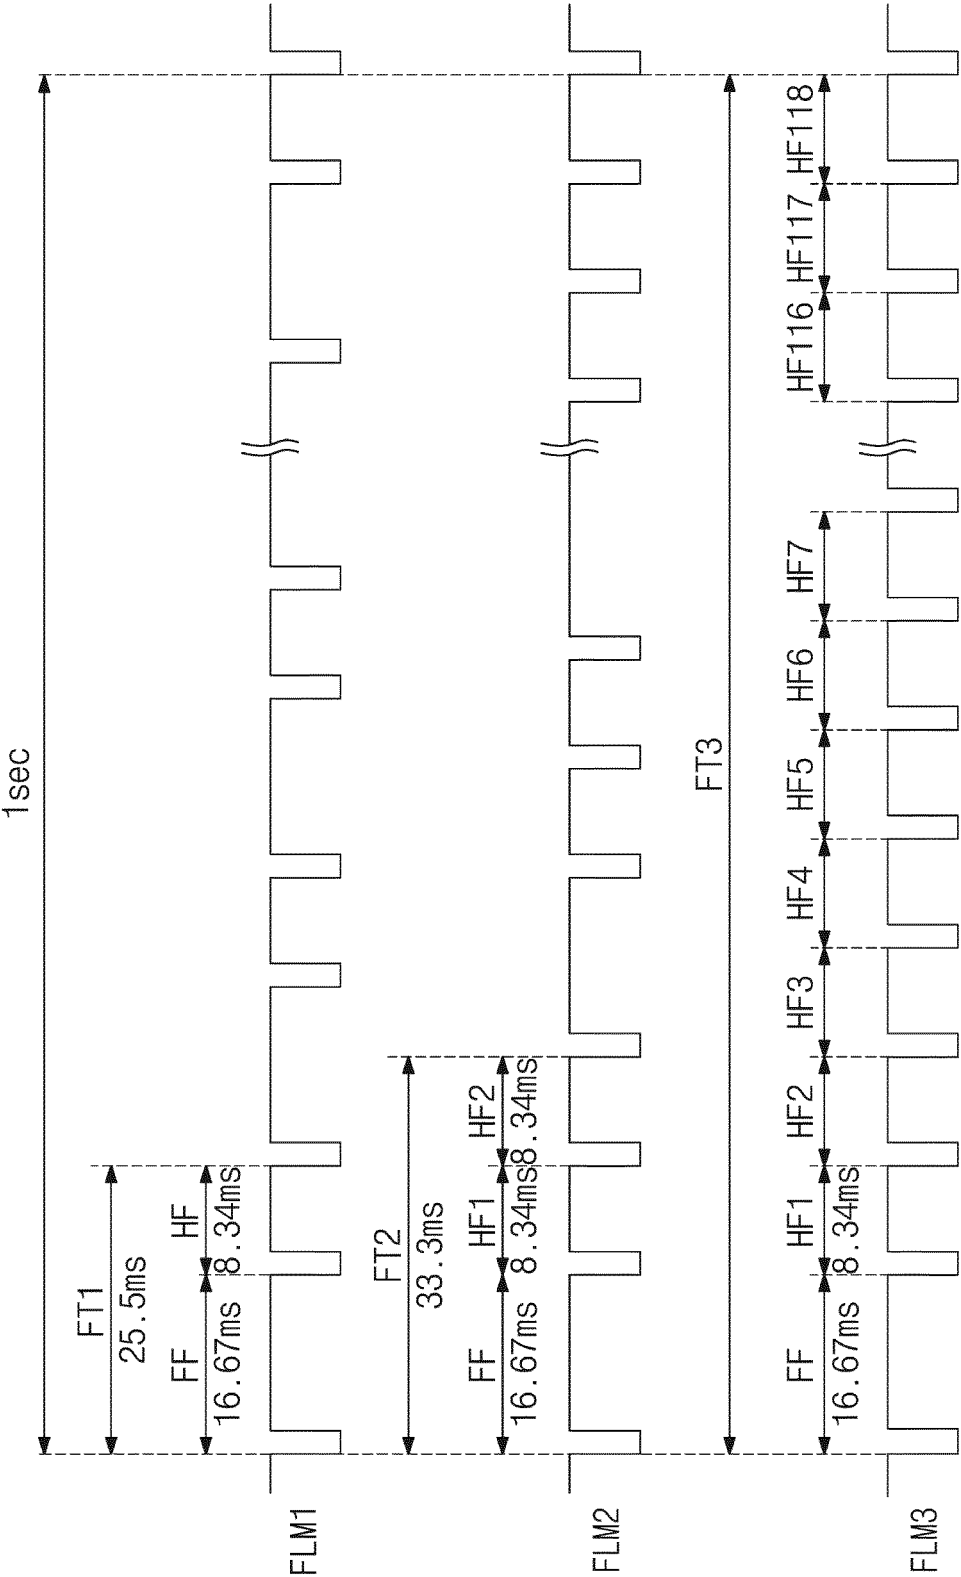 1sec
FT1
25.5ms
FF
HF
16.67ms
8.34ms
FLM1
FT2
33.3ms
FF
HF1
HF2
16.67ms
8.34ms
8.34ms
FLM2
FT3
FF
HF1
HF2
HF3
HF4
HF5
HF6
HF7
HF116
HF117
HF118
16.67ms
8.34ms
FLM3